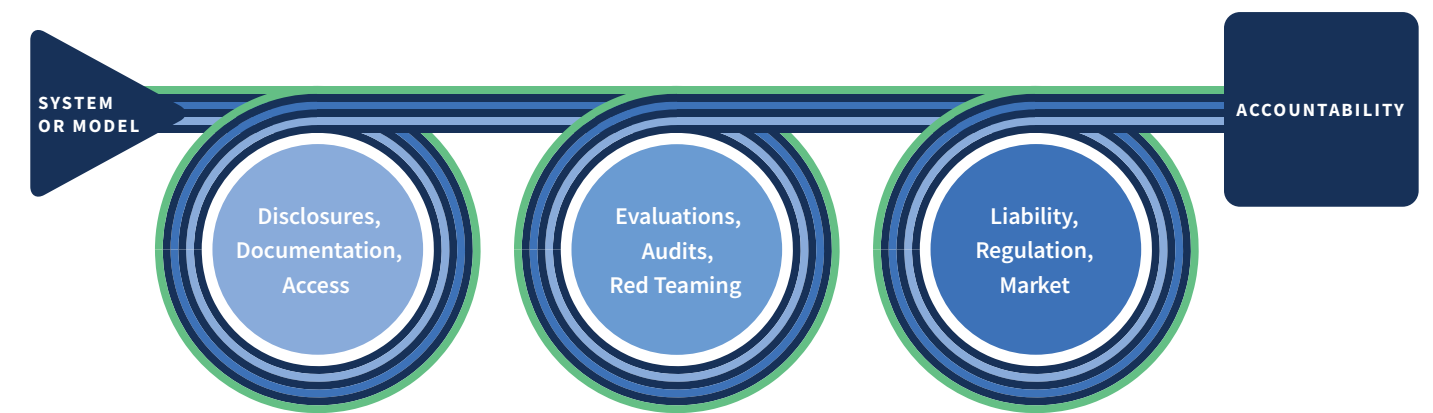 SYSTEM
OR MODEL
Disclosures,
Documentation,
Access
Evaluations,
Audits,
Red Teaming
Liability,
Regulation,
Market
ACCOUNTABILITY